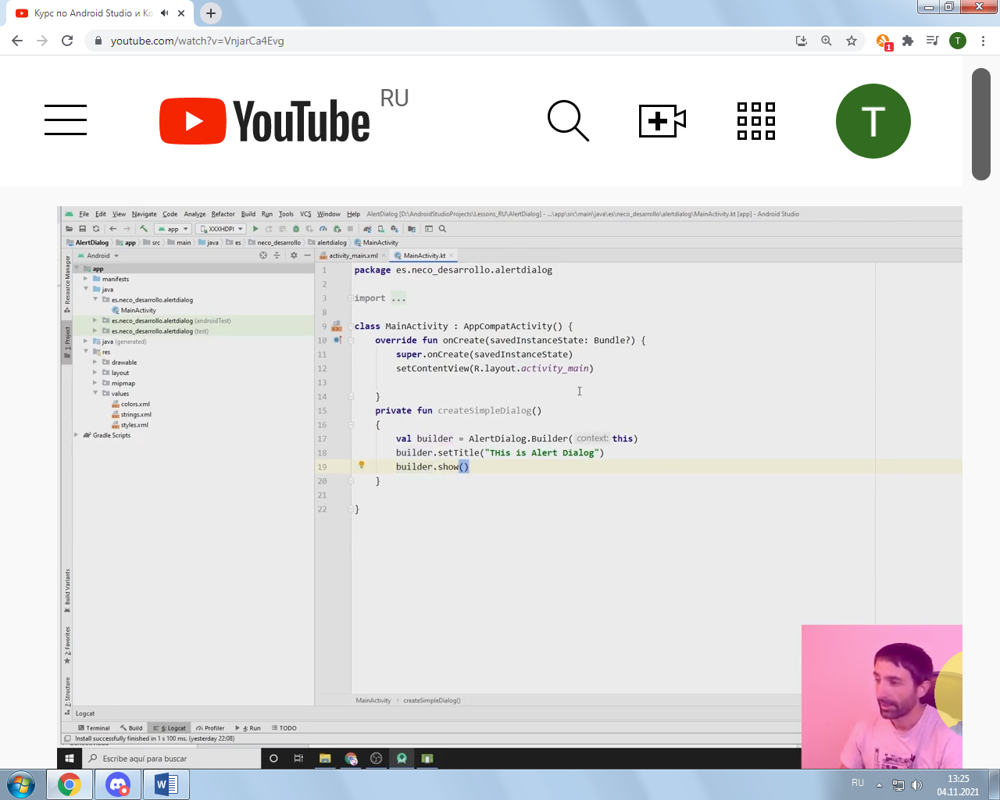 Курс по Android Studio и Ко
youtube.com/watch?v=VnjarCa4Evg
1
T
YouTube
RU
T
File Edit View Navigate Code Analyze Refactor Build Run Tools VCS Window Help AlertDialog [D:\AndroidStudioProjects\Lessons_RU\AlertDialog] - ...\app\src\main\java\es\neco_desarrollo\alertdialog\MainActivity.kt [app] - Android Studio
app XXXHDPI
AlertDialog app src main java es neco_desarrollo alertdialog MainActivity
Android
activity_main.xml MainActivity.kt
Resource Manager
1: Project
Build Variants
2: Favorites
7: Structure
app
manifests
java
es.neco_desarrollo.alertdialog
MainActivity
es.neco_desarrollo.alertdialog (androidTest)
es.neco_desarrollo.alertdialog (test)
java (generated)
res
drawable
layout
mipmap
values
colors.xml
strings.xml
styles.xml
Gradle Scripts
1 package es.neco_desarrollo.alertdialog
2
3 import ...
8
9 class MainActivity : AppCompatActivity() {
10 override fun onCreate(savedInstanceState: Bundle?) {
11 super.onCreate(savedInstanceState)
12 setContentView(R.layout.activity_main)
13
14 }
15 private fun createSimpleDialog()
16 {
17 val builder = AlertDialog.Builder( context: this)
18 builder.setTitle("THis is Alert Dialog")
19 builder.show()
20 }
21
22 }
MainActivity > createSimpleDialog()
Logcat
Terminal Build 6: Logcat Profiler 4: Run TODO
Install successfully finished in 1 s 100 ms. (yesterday 22:08)
Escribe aquí para buscar
RU
13:25
04.11.2021